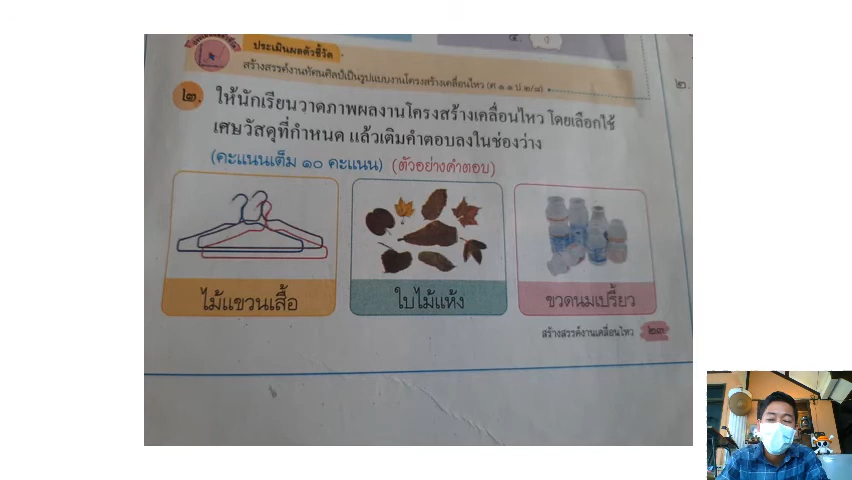 ๔.
ประเมินผลตัวชี้วัด
สร้างสรรค์งานทัศนศิลป์เป็นรูปแบบงานโครงสร้างเคลื่อนไหว (ศ ๑.๑ ป.๒/๘)
๒.
๒. ให้นักเรียนวาดภาพผลงานโครงสร้างเคลื่อนไหว โดยเลือกใช้
เศษวัสดุที่กำหนด แล้วเติมคำตอบลงในช่องว่าง
(คะแนนเต็ม ๑๐ คะแนน) (ตัวอย่างคำตอบ)
ไม้แขวนเสื้อ
ใบไม้แห้ง
ขวดนมเปรี้ยว
สร้างสรรค์งานเคลื่อนไหว ๒๓